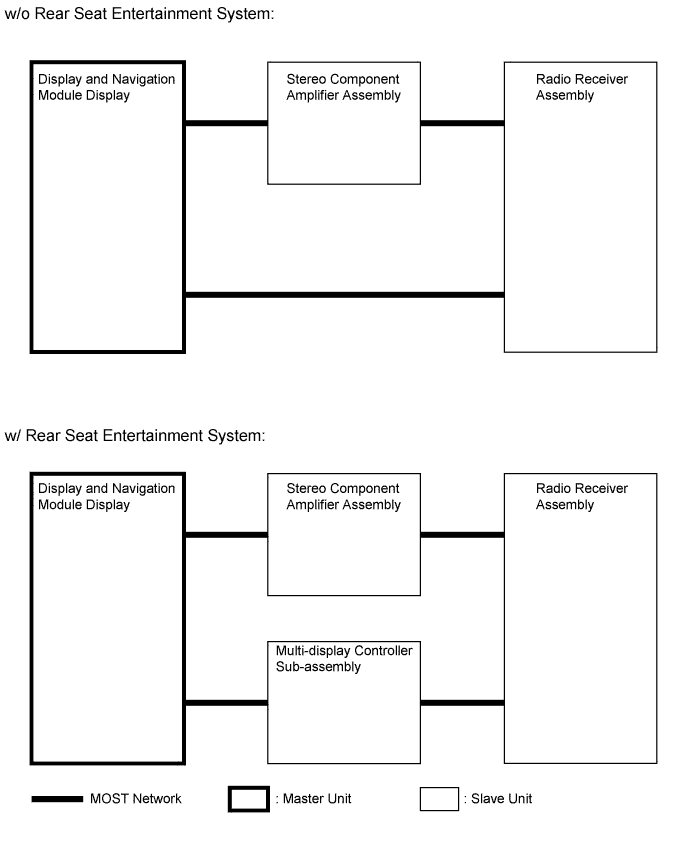 w/o Rear Seat Entertainment System:
Display and Navigation
Module Display
Stereo Component
Amplifier Assembly
Radio Receiver
Assembly
w/ Rear Seat Entertainment System:
Display and Navigation
Module Display
Stereo Component
Amplifier Assembly
Radio Receiver
Assembly
Multi-display Controller
Sub-assembly
MOST Network
: Master Unit
: Slave Unit